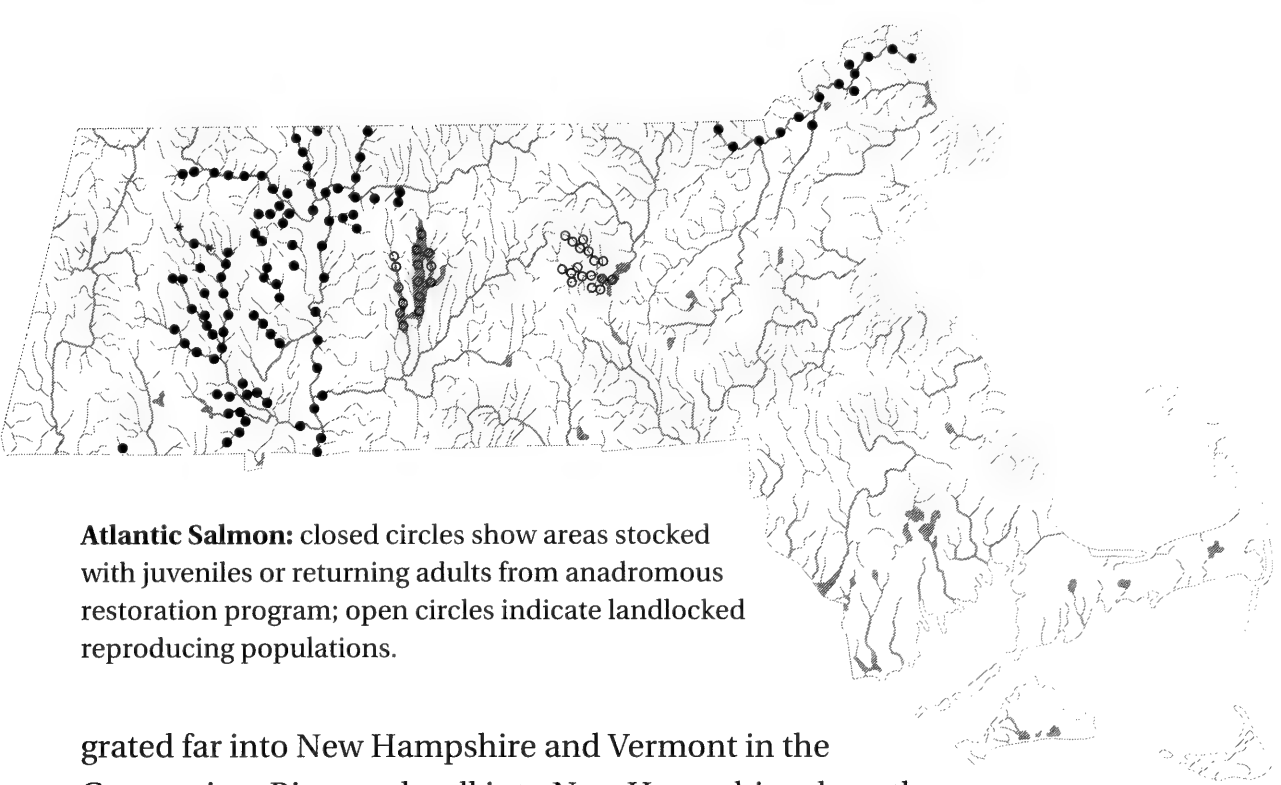 Atlantic Salmon: closed circles show areas stocked
with juveniles or returning adults from anadromous
restoration program; open circles indicate landlocked
reproducing populations.
grated far into New Hampshire and Vermont in the